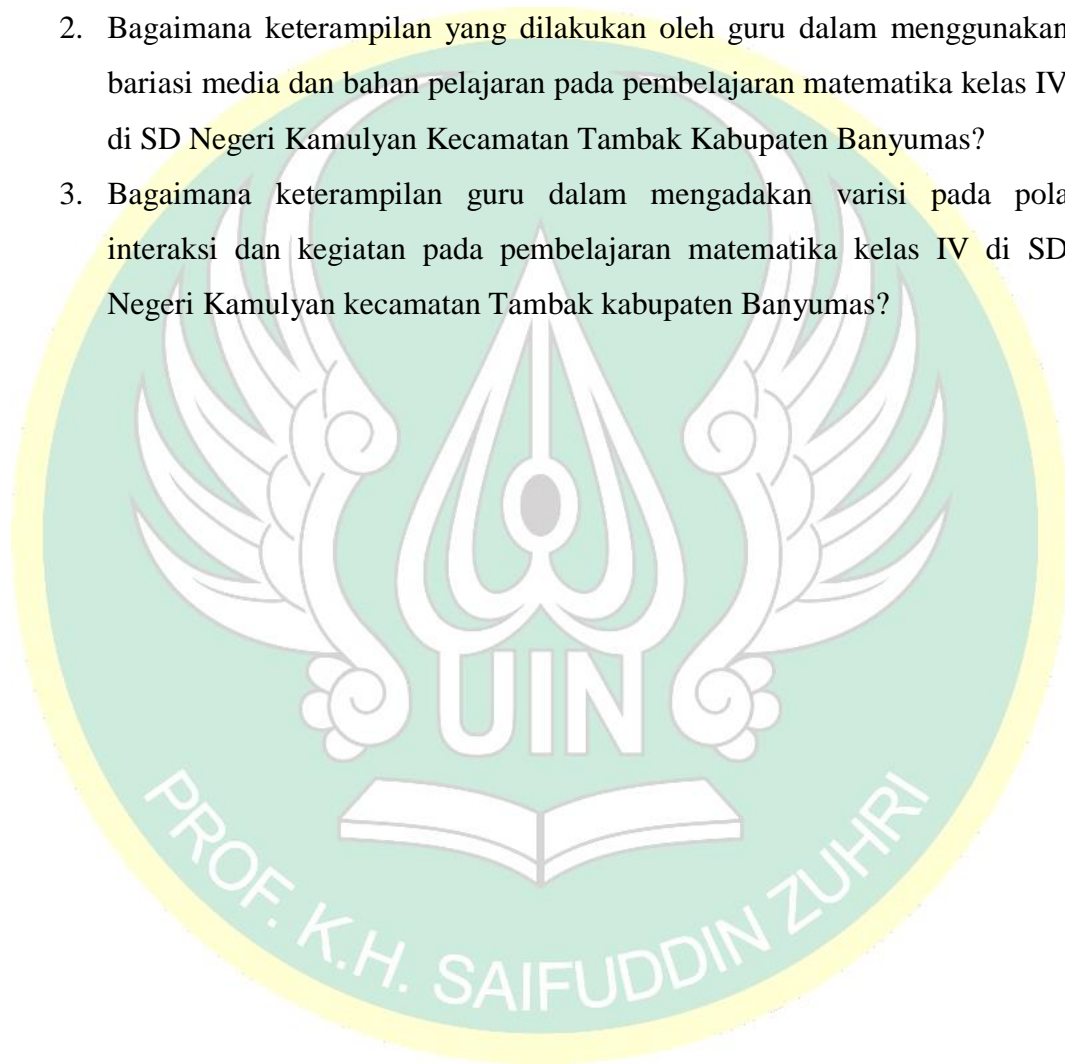 2. Bagaimana keterampilan yang dilakukan oleh guru dalam menggunakan
bariasi media dan bahan pelajaran pada pembelajaran matematika kelas IV
di SD Negeri Kamulyan Kecamatan Tambak Kabupaten Banyumas?
3. Bagaimana keterampilan guru dalam mengadakan varisi pada pola
interaksi dan kegiatan pada pembelajaran matematika kelas IV di SD
Negeri Kamulyan kecamatan Tambak kabupaten Banyumas?
UIN
PROF. K.H. SAIFUDDIN ZUHRI